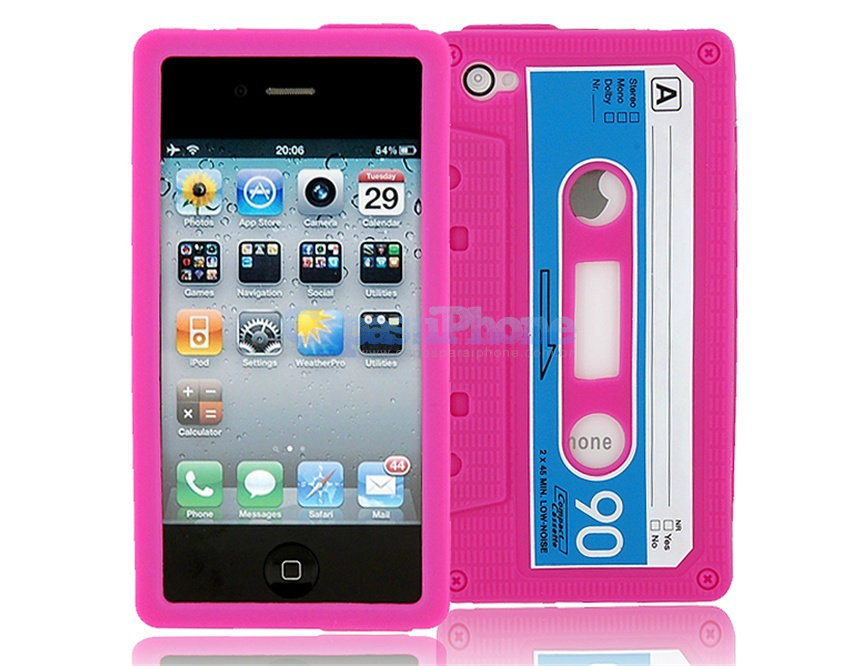 20:06
54%
Tuesday
29
Photos
App Store
Camera
Calendar
Games
Navigation
Social
Utilities
iPod
Settings
WeatherPro
Utilities
Calculator
Phone
Messages
Safari
Mail
44
A
Stereo
Mono
Dolby
Nr.
hone
2 X 45 MIN. LOW-NOISE
Compact
Cassette
90
NR
Yes
No
iPhone